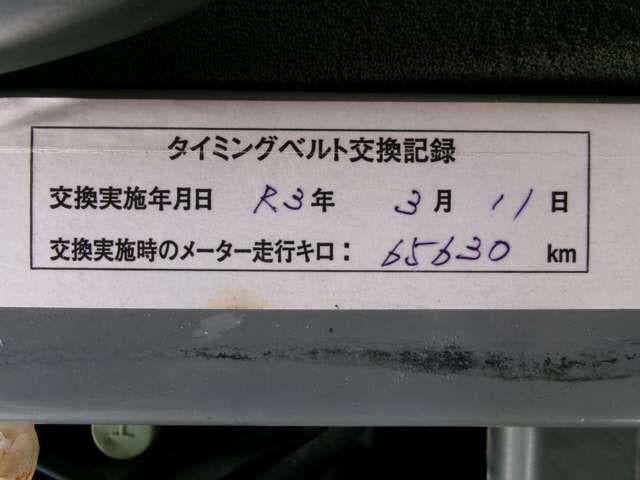 タイミングベルト交換記録
交換実施年月日 R.3年 3月 11日
交換実施時のメーター走行キロ： 65630 km